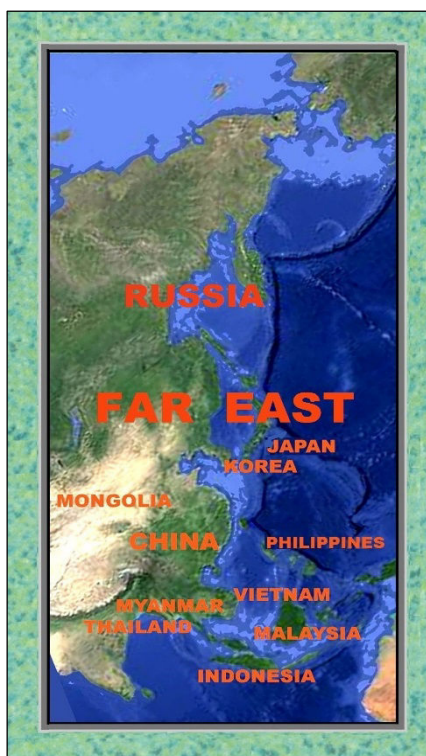 RUSSIA
FAR EAST
JAPAN
KOREA
MONGOLIA
CHINA
PHILIPPINES
VIETNAM
MYANMAR
THAILAND
MALAYSIA
INDONESIA